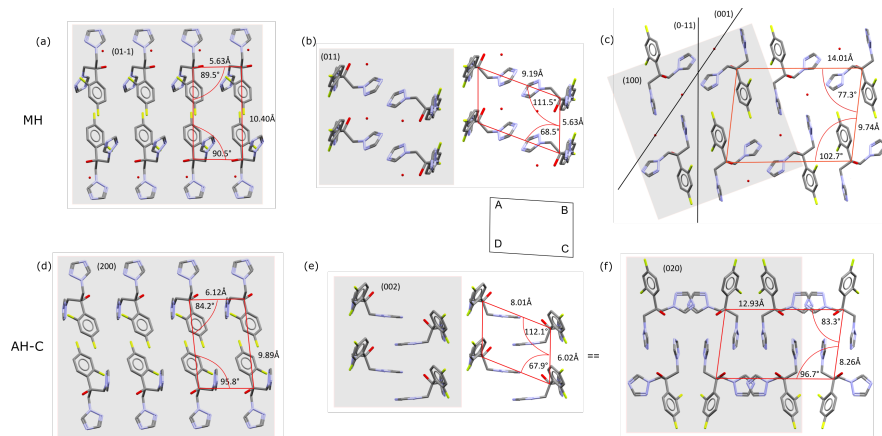 (a)
(01-1)
5.63Å
89.5°
10.40Å
90.5°
MH
(b)
(011)
9.19Å
111.5°
5.63Å
68.5°
(c)
(0-11)
(001)
(100)
14.01Å
77.3°
9.74Å
102.7°
A
B
D
C
(d)
(200)
6.12Å
84.2°
9.89Å
95.8°
AH-C
(e)
(002)
8.01Å
112.1°
6.02Å
67.9°
==
(f)
(020)
12.93Å
83.3°
8.26Å
96.7°